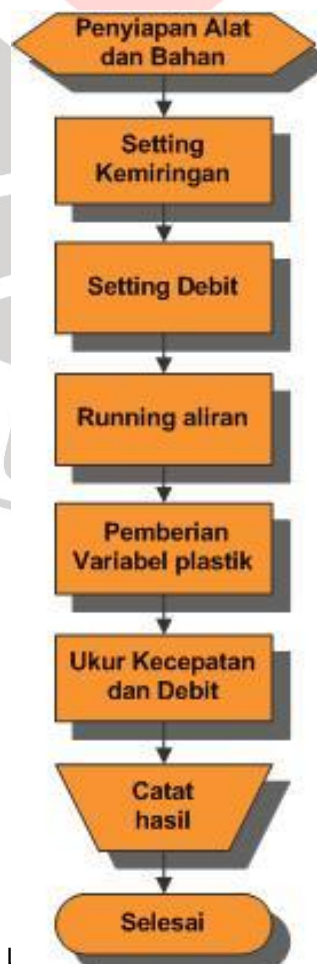 Penyiapan Alat
dan Bahan
Setting
Kemiringan
Setting Debit
Running aliran
Pemberian
Variabel plastik
Ukur Kecepatan
dan Debit
Catat
hasil
Selesai